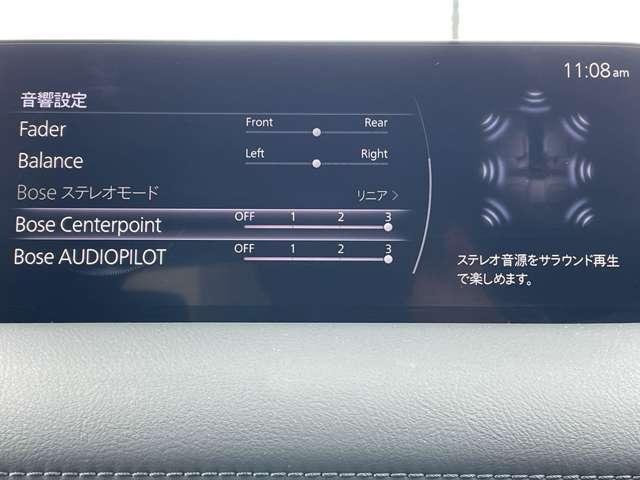 11:08 am
音響設定
Fader Front Rear
Balance Left Right
Bose ステレオモード リニア >
Bose Centerpoint OFF 1 2 3
Bose AUDIOPILOT OFF 1 2 3
ステレオ音源をサラウンド再生
で楽しめます。